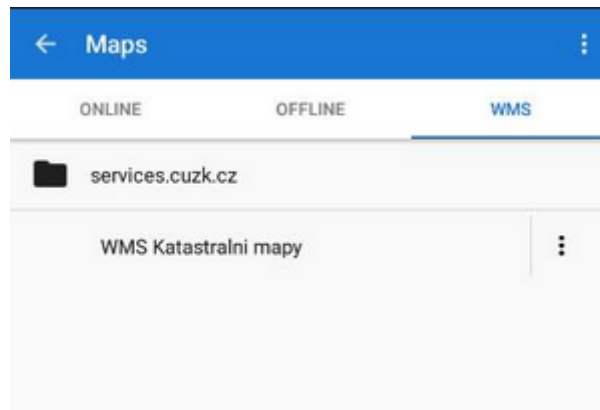 Maps
ONLINE OFFLINE WMS
services.cuzk.cz
WMS Katastralni mapy